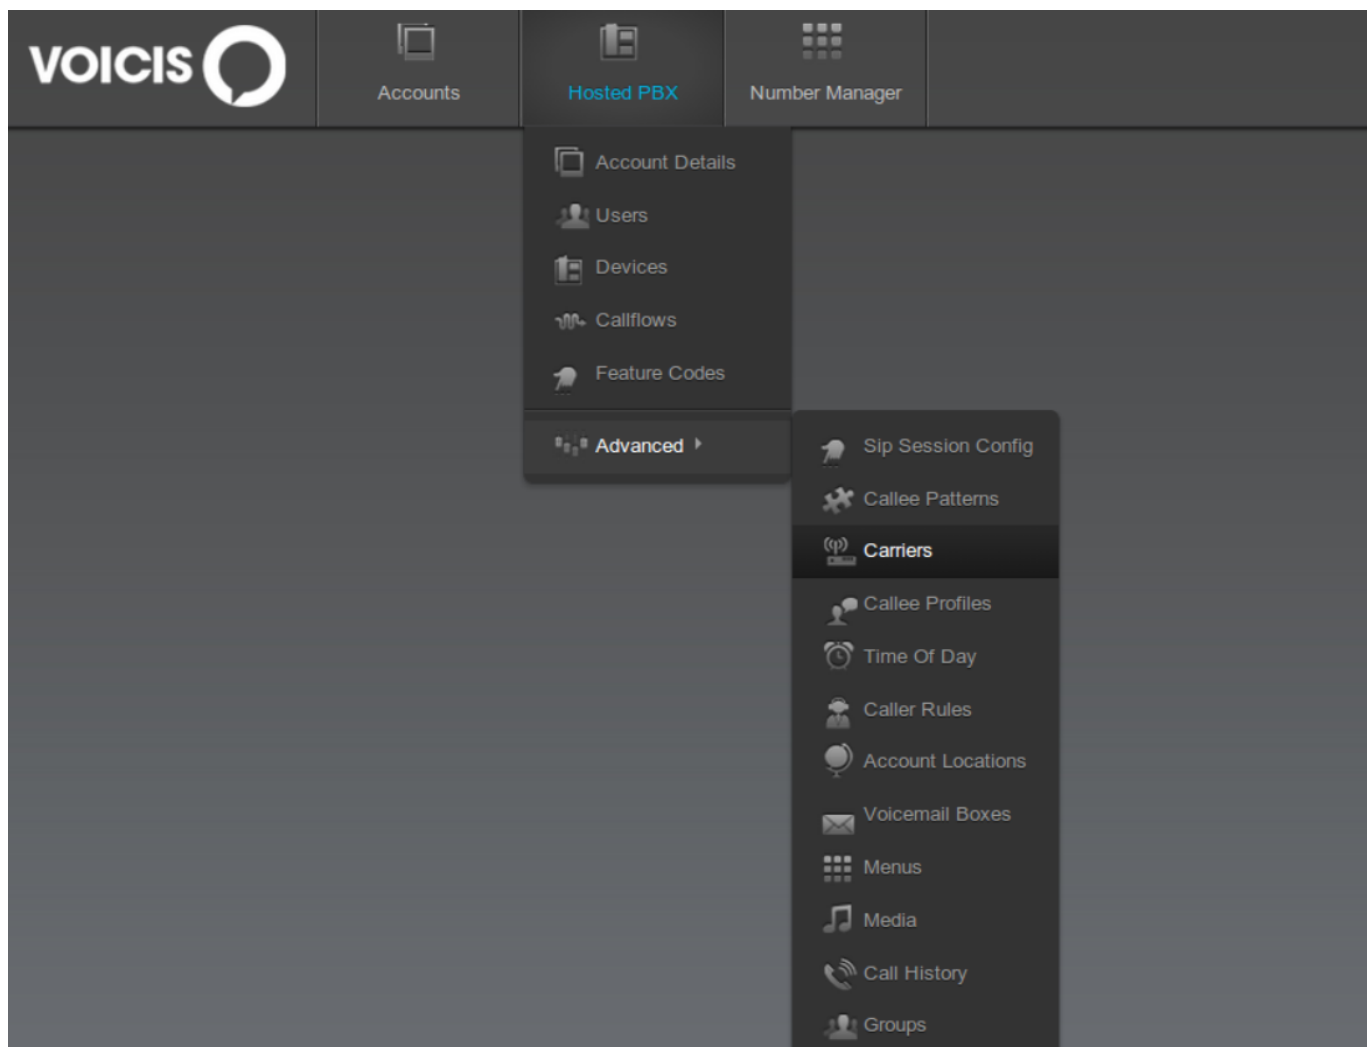 VOICIS
Accounts
Hosted PBX
Number Manager
Account Details
Users
Devices
Callflows
Feature Codes
Advanced
Sip Session Config
Callee Patterns
Carriers
Callee Profiles
Time Of Day
Caller Rules
Account Locations
Voicemail Boxes
Menus
Media
Call History
Groups